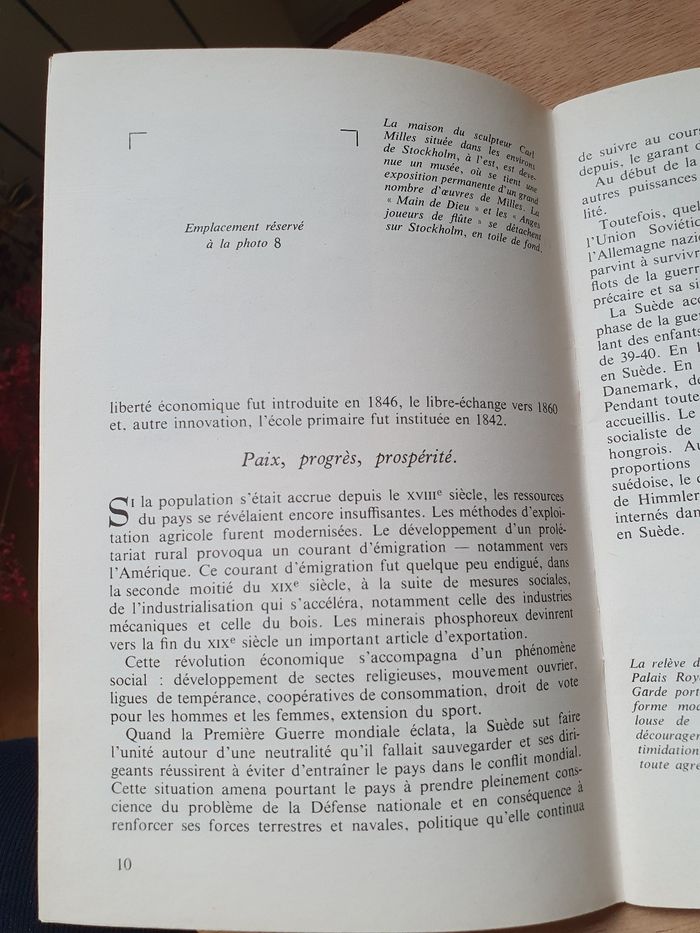 Emplacement réservé
à la photo 8
La maison du sculpteur Carl
Milles située dans les environs
de Stockholm, à l'est, est deve-
nue un musée, où se tient une
exposition permanente d'un grand
nombre d'œuvres de Milles. La
« Main de Dieu » et les « Anges
joueurs de flûte » se détachent
sur Stockholm, en toile de fond.
liberté économique fut introduite en 1846, le libre-échange vers 1860
et, autre innovation, l'école primaire fut instituée en 1842.
Paix, progrès, prospérité.
SI la population s'était accrue depuis le XVIIIe siècle, les ressources
du pays se révélaient encore insuffisantes. Les méthodes d'exploi-
tation agricole furent modernisées. Le développement d'un prolé-
tariat rural provoqua un courant d'émigration — notamment vers
l'Amérique. Ce courant d'émigration fut quelque peu endigué, dans
la seconde moitié du XIXe siècle, à la suite de mesures sociales,
de l'industrialisation qui s'accéléra, notamment celle des industries
mécaniques et celle du bois. Les minerais phosphoreux devinrent
vers la fin du XIXe siècle un important article d'exportation.
Cette révolution économique s'accompagna d'un phénomène
social : développement de sectes religieuses, mouvement ouvrier,
ligues de tempérance, coopératives de consommation, droit de vote
pour les hommes et les femmes, extension du sport.
Quand la Première Guerre mondiale éclata, la Suède sut faire
l'unité autour d'une neutralité qu'il fallait sauvegarder et ses diri-
geants réussirent à éviter d'entraîner le pays dans le conflit mondial.
Cette situation amena pourtant le pays à prendre pleinement cons-
cience du problème de la Défense nationale et en conséquence à
renforcer ses forces terrestres et navales, politique qu'elle continua
10
de suivre au cour
depuis, le garant d
Au début de la
autres puissances
lité.
Toutefois, quel
l'Union Soviétic
l'Allemagne nazi
parvint à survivr
flots de la guerr
précaire et sa si
La Suède acc
phase de la gue
lant des enfants
de 39-40. En
en Suède. En
Danemark, d
Pendant toute
accueillis. Le
socialiste de
hongrois. Au
proportions
suédoise, le c
de Himmler
internés dan
en Suède.
La relève d
Palais Roy
Garde port
forme mod
louse de
décourager
timidation
toute agre